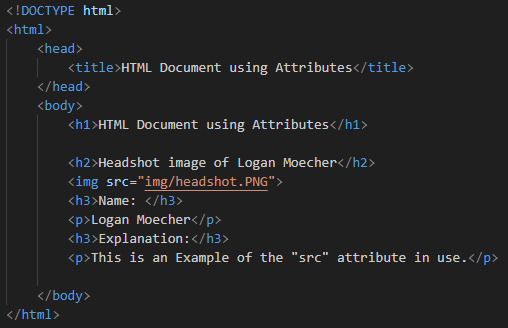 <!DOCTYPE html>
<html>
    <head>
        <title>HTML Document using Attributes</title>
    </head>
    <body>
        <h1>HTML Document using Attributes</h1>

        <h2>Headshot image of Logan Moecher</h2>
        <img src="img/headshot.PNG">
        <h3>Name: </h3>
        <p>Logan Moecher</p>
        <h3>Explanation:</h3>
        <p>This is an Example of the "src" attribute in use.</p>

    </body>
</html>